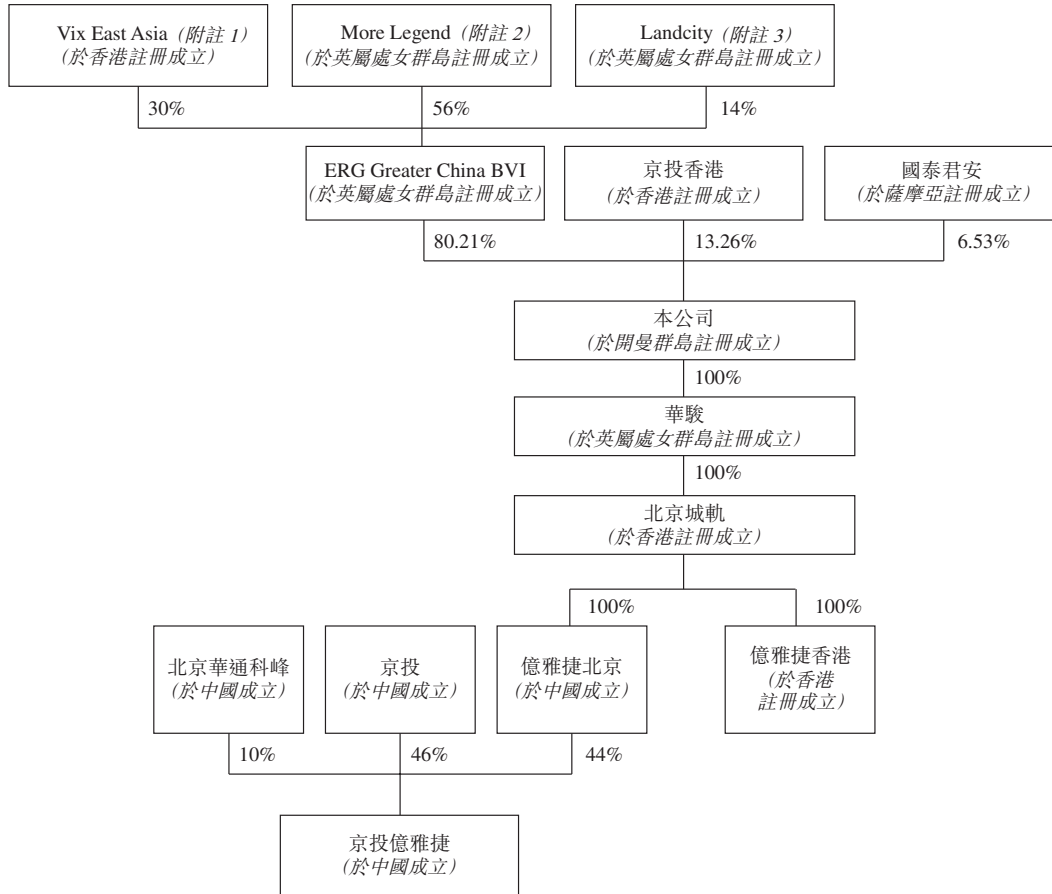 Vix East Asia（附註 1）
（於香港註冊成立）
More Legend（附註 2）
（於英屬處女群島註冊成立）
Landcity（附註 3）
（於英屬處女群島註冊成立）
30%
56%
14%
ERG Greater China BVI
（於英屬處女群島註冊成立）
京投香港
（於香港註冊成立）
國泰君安
（於薩摩亞註冊成立）
80.21%
13.26%
6.53%
本公司
（於開曼群島註冊成立）
100%
華駿
（於英屬處女群島註冊成立）
100%
北京城軌
（於香港註冊成立）
100%
100%
北京華通科峰
（於中國成立）
京投
（於中國成立）
億雅捷北京
（於中國成立）
億雅捷香港
（於香港
註冊成立）
10%
46%
44%
京投億雅捷
（於中國成立）